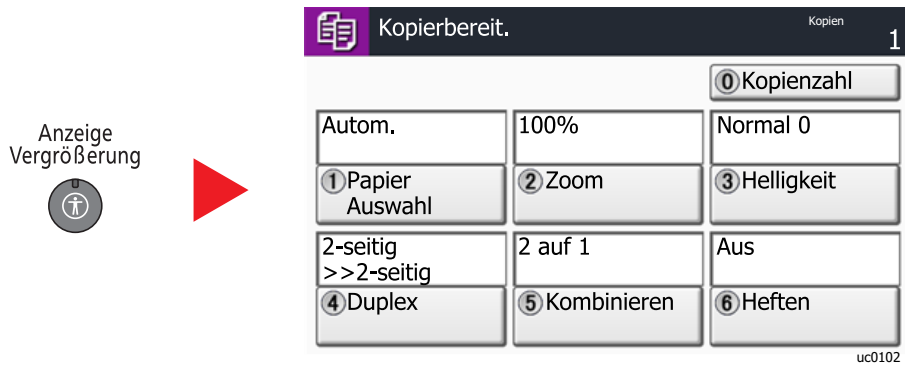 Anzeige
Vergrößerung
Kopierbereit.
Kopien
1
0 Kopienzahl
Autom.
100%
Normal 0
1 Papier
Auswahl
2 Zoom
3 Helligkeit
2-seitig
>>2-seitig
2 auf 1
Aus
4 Duplex
5 Kombinieren
6 Heften
uc0102